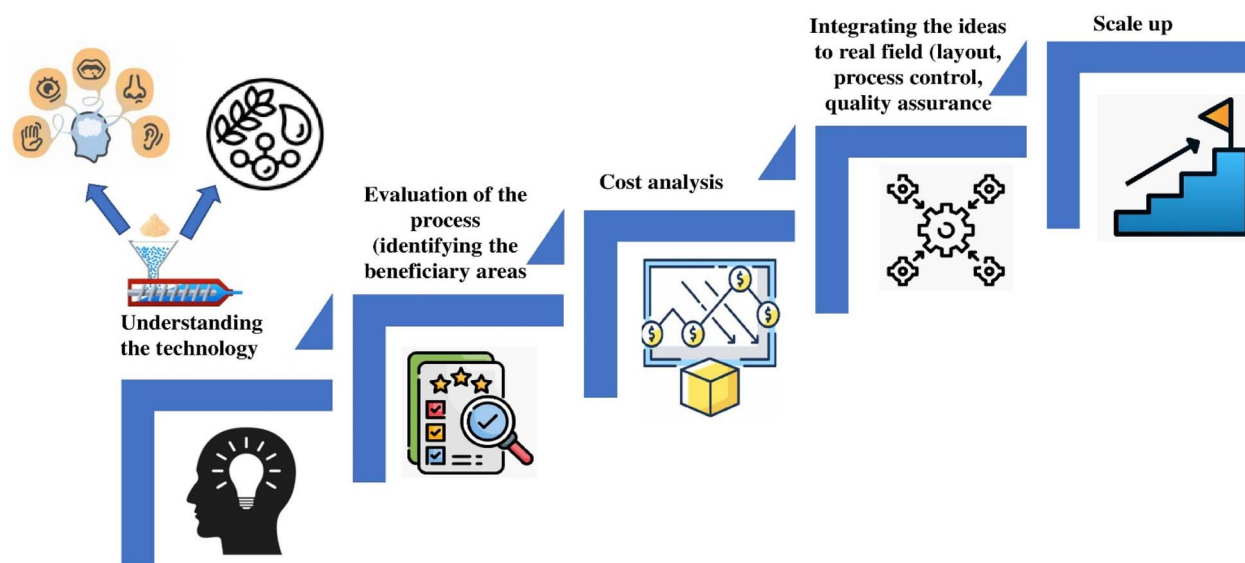 Understanding
the technology
Evaluation of the
process
(identifying the
beneficiary areas
Cost analysis
Integrating the ideas
to real field (layout,
process control,
quality assurance
Scale up
$
$
$
$